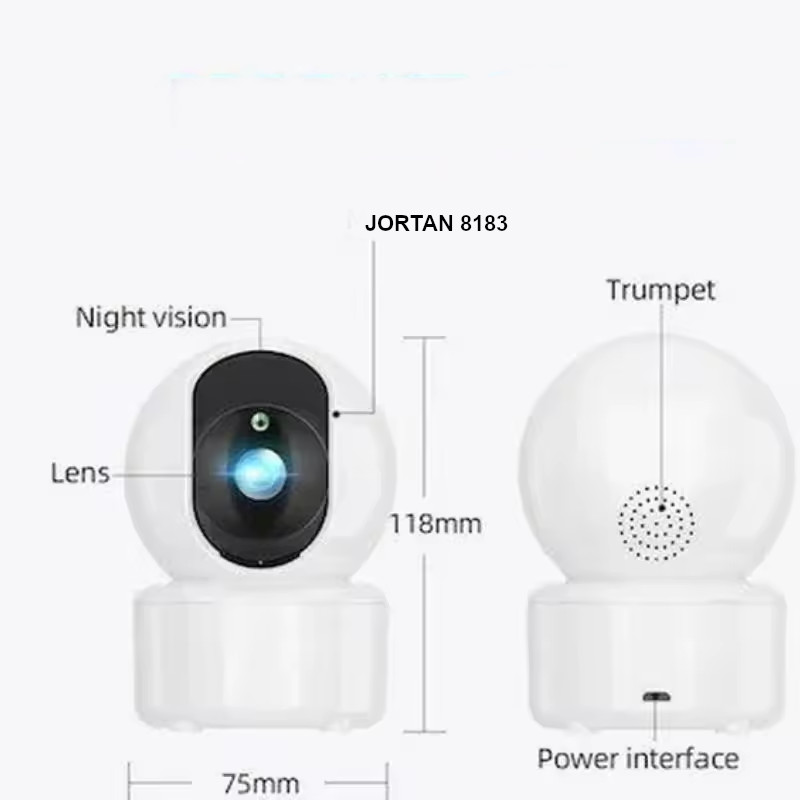 JORTAN 8183
Trumpet
Night vision
Lens
118mm
Power interface
75mm